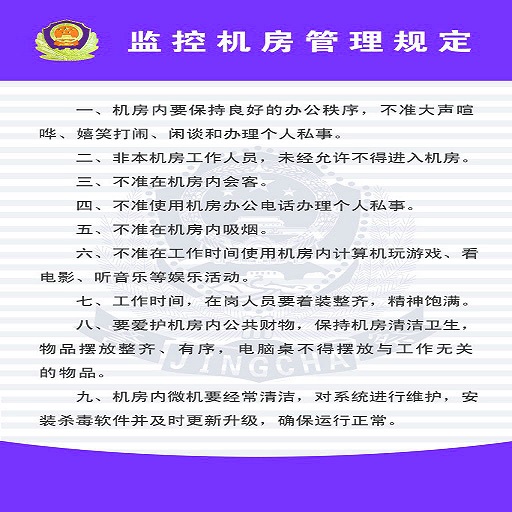 监控机房管理规定
一、机房内要保持良好的办公秩序，不准大声喧
哗、嬉笑打闹、闲谈和办理个人私事。
二、非本机房工作人员，未经允许不得进入机房。
三、不准在机房内会客。
四、不准使用机房办公电话办理个人私事。
五、不准在机房内吸烟。
六、不准在工作时间使用机房内计算机玩游戏、看
电影、听音乐等娱乐活动。
七、工作时间，在岗人员要着装整齐，精神饱满。
八、要爱护机房内公共财物，保持机房清洁卫生，
物品摆放整齐、有序，电脑桌不得摆放与工作无关
的物品。
JINGCHA
九、机房内微机要经常清洁，对系统进行维护，安
装杀毒软件并及时更新升级，确保运行正常。